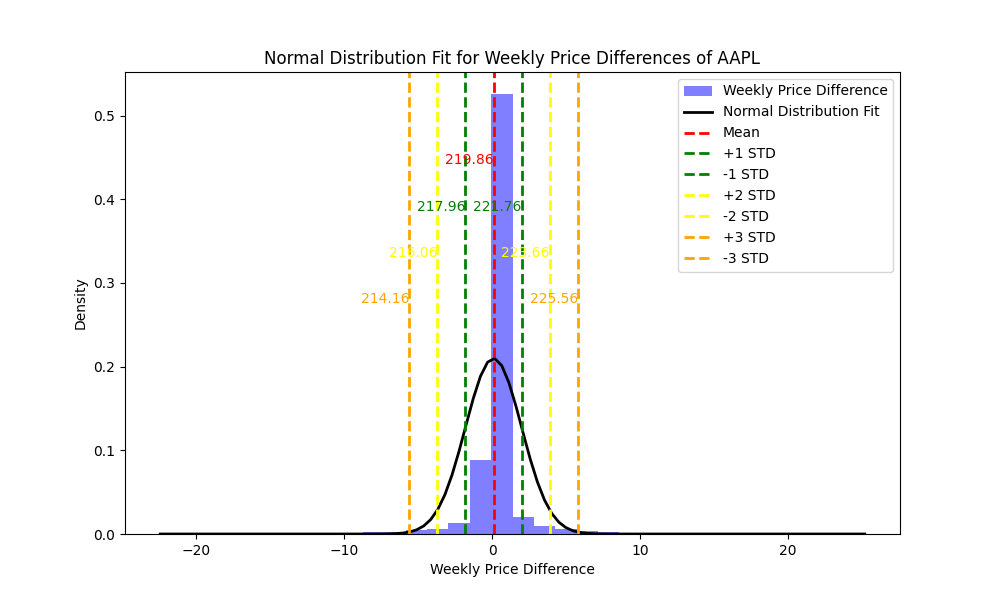 Normal Distribution Fit for Weekly Price Differences of AAPL
Weekly Price Difference
Normal Distribution Fit
Mean
+1 STD
-1 STD
+2 STD
-2 STD
+3 STD
-3 STD
219.86
217.96
221.76
216.06
223.66
214.16
225.56
0.5
0.4
0.3
0.2
0.1
0.0
Density
−20
−10
0
10
20
Weekly Price Difference